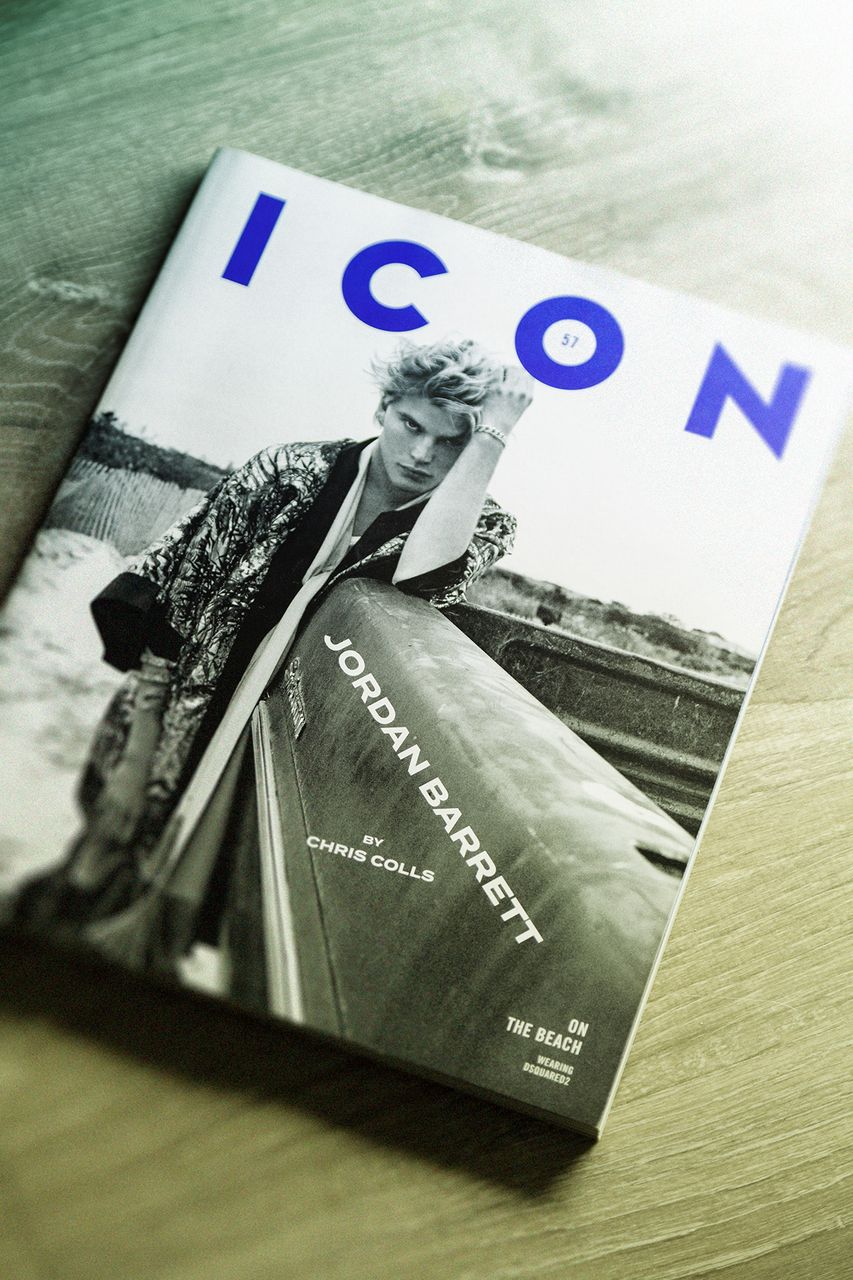 ICON
57
JORDAN BARRETT
BY
CHRIS COLLS
ON
THE BEACH
WEARING
DSQUARED2